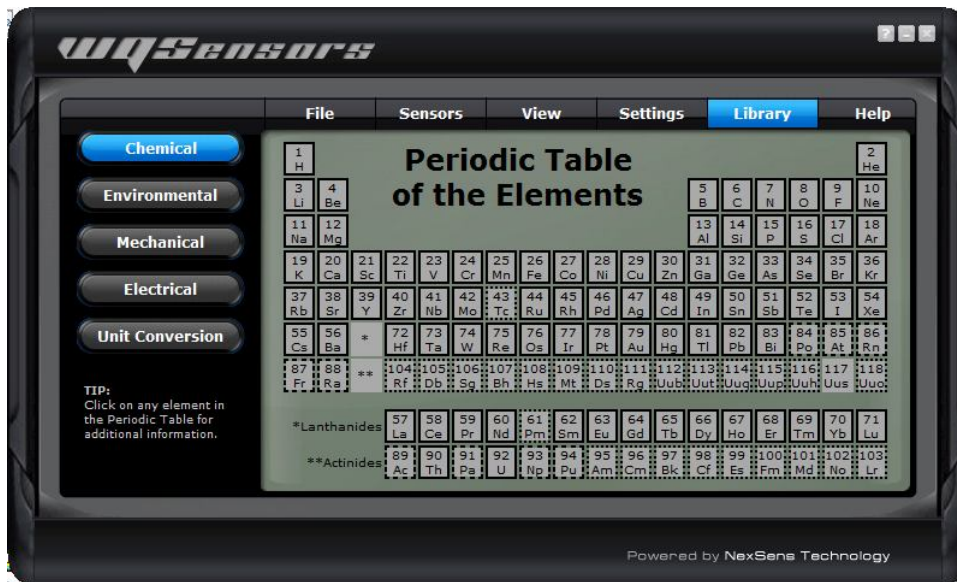 WQSensors
? _ X
File Sensors View Settings Library Help
Chemical
Environmental
Mechanical
Electrical
Unit Conversion
TIP:
Click on any element in
the Periodic Table for
additional information.
Periodic Table
of the Elements
1 2
H He
3 4 5 6 7 8 9 10
Li Be B C N O F Ne
11 12 13 14 15 16 17 18
Na Mg Al Si P S Cl Ar
19 20 21 22 23 24 25 26 27 28 29 30 31 32 33 34 35 36
K Ca Sc Ti V Cr Mn Fe Co Ni Cu Zn Ga Ge As Se Br Kr
37 38 39 40 41 42 43 44 45 46 47 48 49 50 51 52 53 54
Rb Sr Y Zr Nb Mo Tc Ru Rh Pd Ag Cd In Sn Sb Te I Xe
55 56 * 72 73 74 75 76 77 78 79 80 81 82 83 84 85 86
Cs Ba Hf Ta W Re Os Ir Pt Au Hg Tl Pb Bi Po At Rn
87 88 ** 104 105 106 107 108 109 110 111 112 113 114 115 116 117 118
Fr Ra Rf Db Sg Bh Hs Mt Ds Rg Uub Uut Uuq Uup Uuh Uus Uuo
*Lanthanides 57 58 59 60 61 62 63 64 65 66 67 68 69 70 71
La Ce Pr Nd Pm Sm Eu Gd Tb Dy Ho Er Tm Yb Lu
**Actinides 89 90 91 92 93 94 95 96 97 98 99 100 101 102 103
Ac Th Pa U Np Pu Am Cm Bk Cf Es Fm Md No Lr
Powered by NexSens Technology